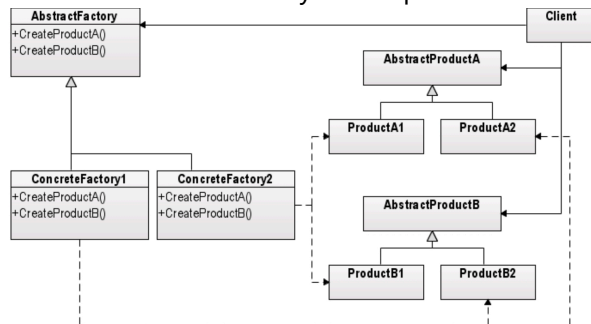 AbstractFactory
+CreateProductA()
+CreateProductB()
Client
AbstractProductA
ProductA1
ProductA2
ConcreteFactory1
+CreateProductA()
+CreateProductB()
ConcreteFactory2
+CreateProductA()
+CreateProductB()
AbstractProductB
ProductB1
ProductB2